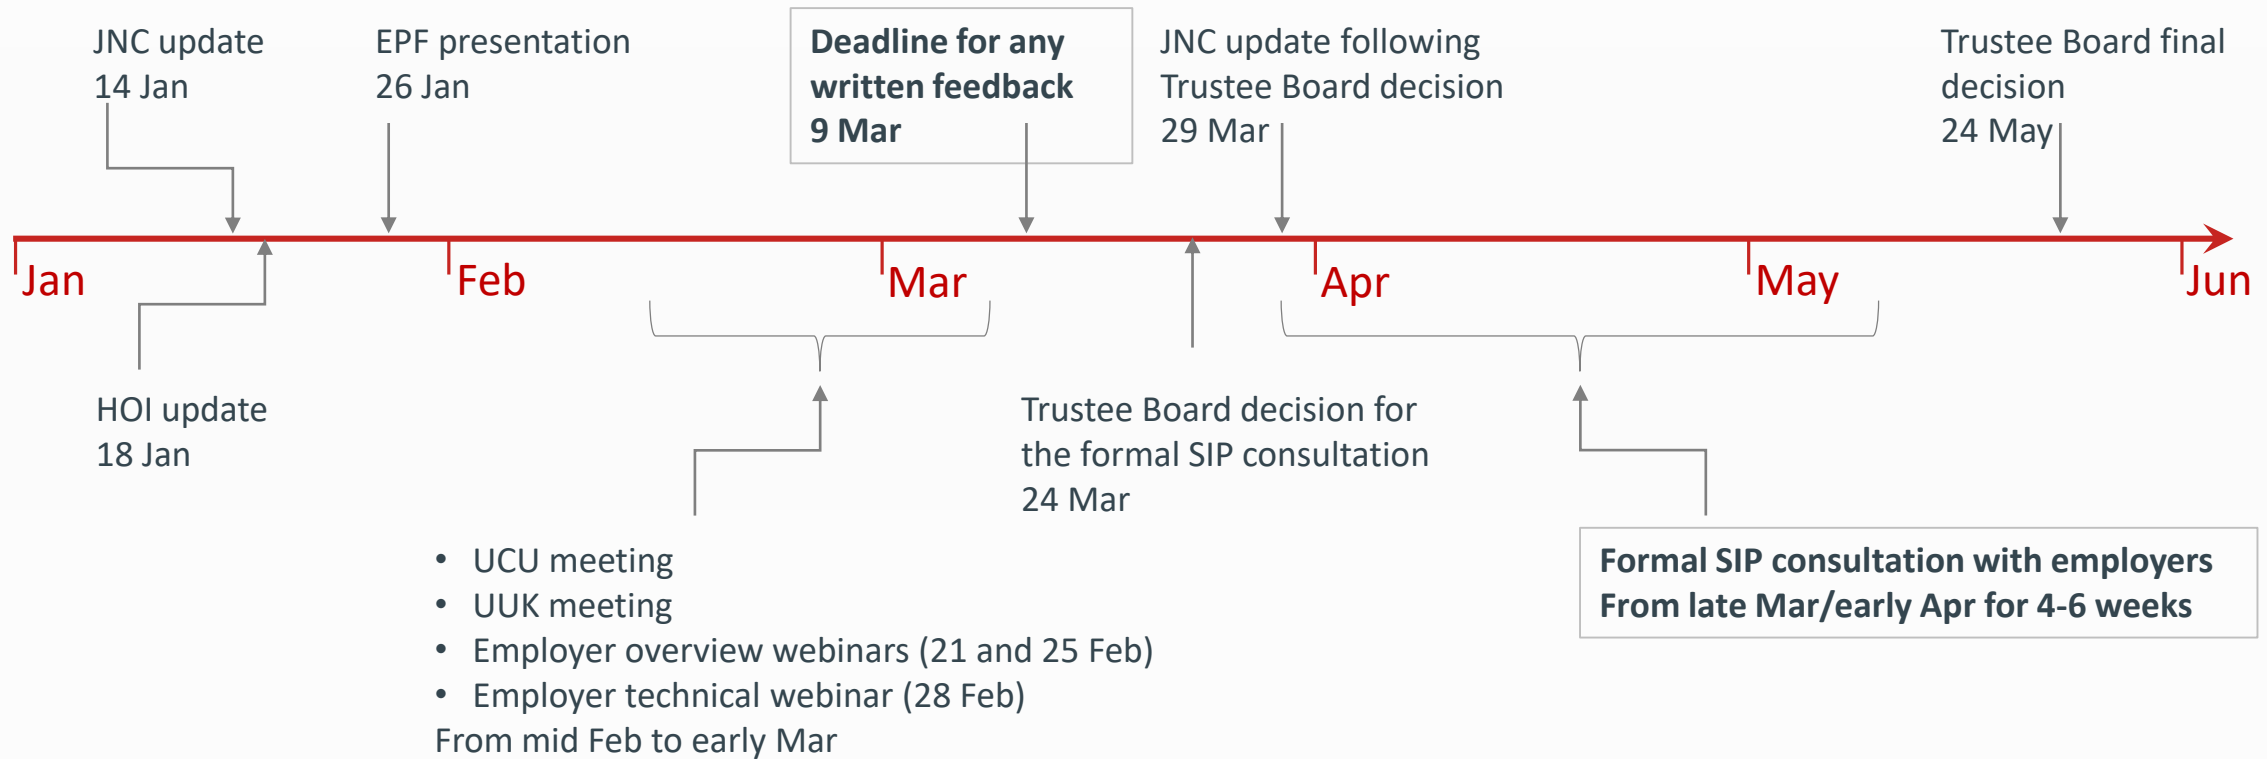 JNC update
14 Jan
EPF presentation
26 Jan
Deadline for any
written feedback
9 Mar
JNC update following
Trustee Board decision
29 Mar
Trustee Board final
decision
24 May
Jan
Feb
Mar
Apr
May
Jun
HOI update
18 Jan
Trustee Board decision for
the formal SIP consultation
24 Mar
• UCU meeting
• UUK meeting
• Employer overview webinars (21 and 25 Feb)
• Employer technical webinar (28 Feb)
From mid Feb to early Mar
Formal SIP consultation with employers
From late Mar/early Apr for 4-6 weeks